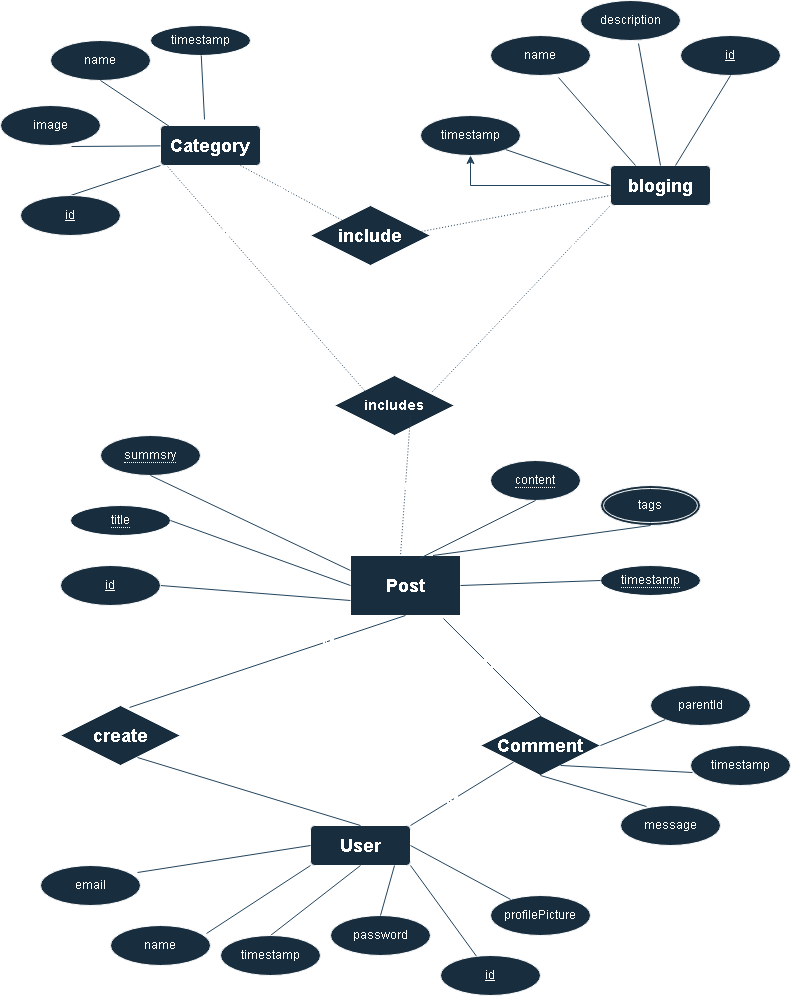 description
timestamp
name
name
id
image
timestamp
Category
bloging
id
include
includes
summsry
content
tags
title
Post
timestamp
id
parentId
create
Comment
timestamp
message
User
email
profilePicture
password
name
timestamp
id